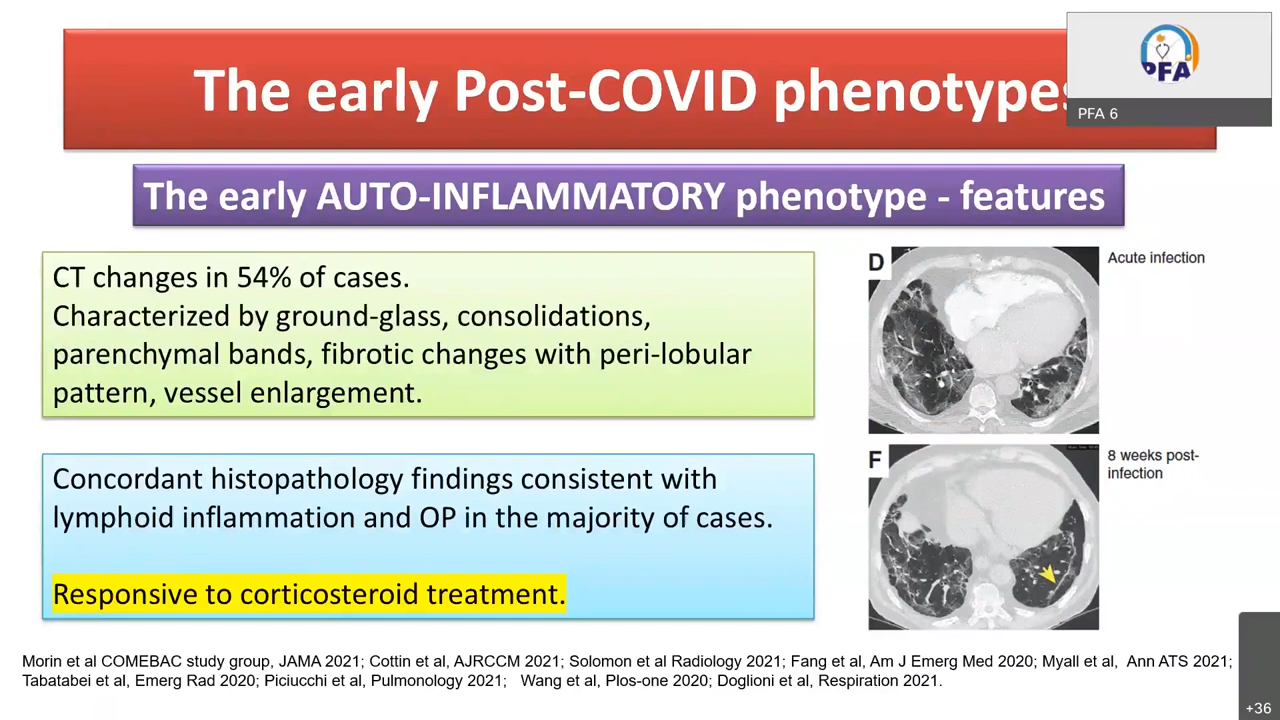 The early Post-COVID phenotypes
PFA
PFA 6
The early AUTO-INFLAMMATORY phenotype - features
CT changes in 54% of cases.
Characterized by ground-glass, consolidations,
parenchymal bands, fibrotic changes with peri-lobular
pattern, vessel enlargement.
Concordant histopathology findings consistent with
lymphoid inflammation and OP in the majority of cases.
Responsive to corticosteroid treatment.
D
Acute infection
F
8 weeks post-
infection
Morin et al COMEBAC study group, JAMA 2021; Cottin et al, AJRCCM 2021; Solomon et al Radiology 2021; Fang et al, Am J Emerg Med 2020; Myall et al, Ann ATS 2021;
Tabatabei et al, Emerg Rad 2020; Piciucchi et al, Pulmonology 2021; Wang et al, Plos-one 2020; Doglioni et al, Respiration 2021.
+36